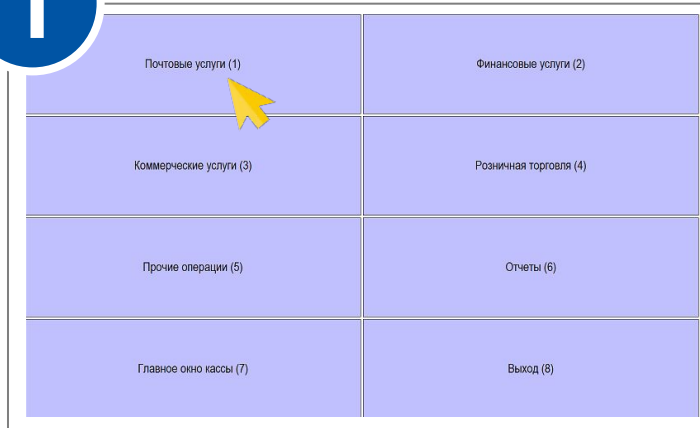 1
Почтовые услуги (1)
Финансовые услуги (2)
Коммерческие услуги (3)
Розничная торговля (4)
Прочие операции (5)
Отчеты (6)
Главное окно кассы (7)
Выход (8)